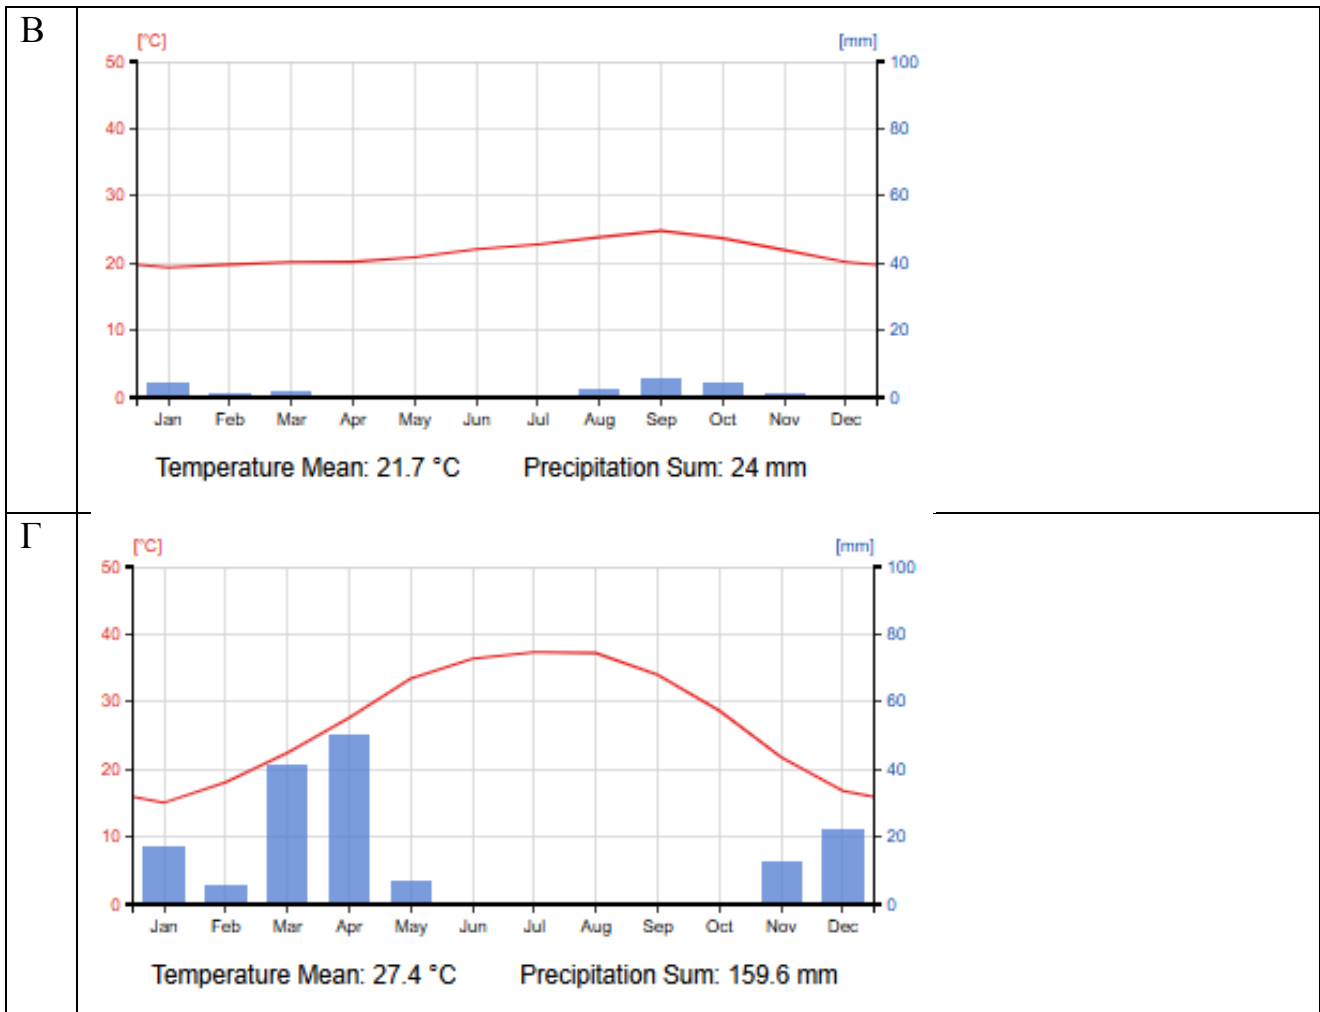 В
[°C] [mm]
50 100
40 80
30 60
20 40
10 20
0 0
Jan Feb Mar Apr May Jun Jul Aug Sep Oct Nov Dec
Temperature Mean: 21.7 °C Precipitation Sum: 24 mm
Г
[°C] [mm]
50 100
40 80
30 60
20 40
10 20
0 0
Jan Feb Mar Apr May Jun Jul Aug Sep Oct Nov Dec
Temperature Mean: 27.4 °C Precipitation Sum: 159.6 mm